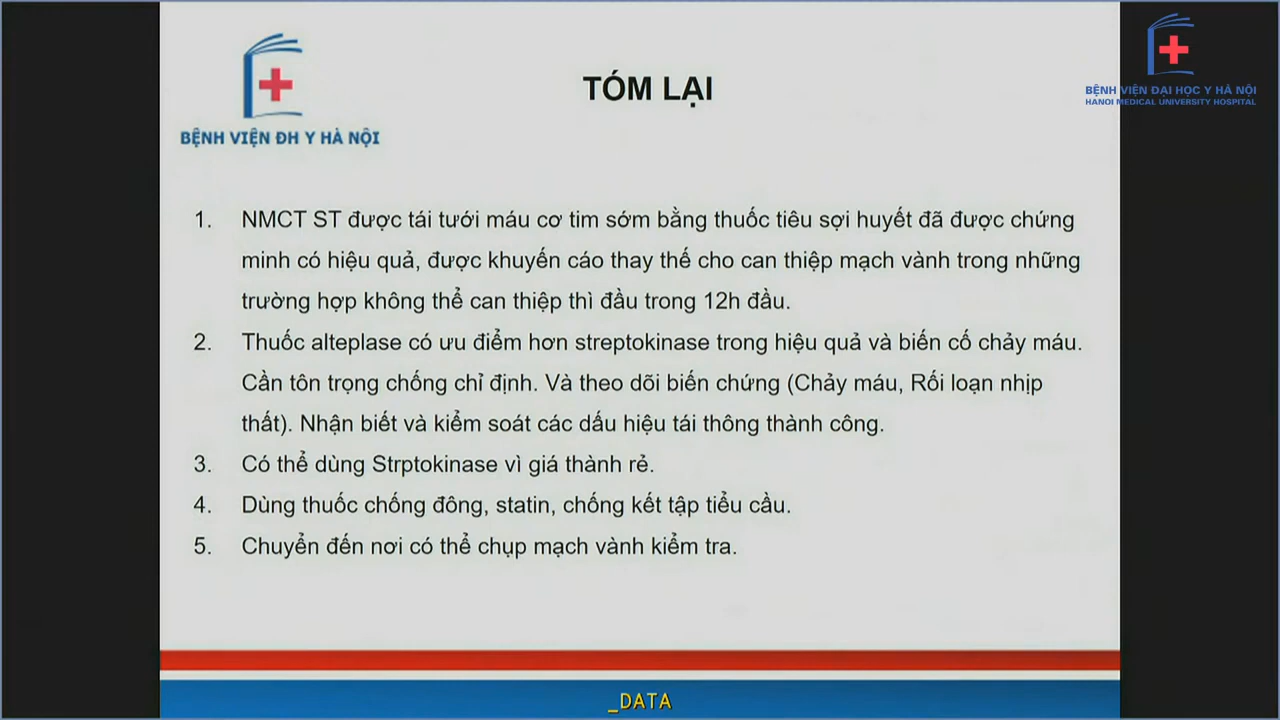 TÓM LẠI
BỆNH VIỆN ĐH Y HÀ NỘI
BỆNH VIỆN ĐẠI HỌC Y HÀ NỘI
HANOI MEDICAL UNIVERSITY HOSPITAL
1. NMCT ST được tái tưới máu cơ tim sớm bằng thuốc tiêu sợi huyết đã được chứng
minh có hiệu quả, được khuyến cáo thay thế cho can thiệp mạch vành trong những
trường hợp không thể can thiệp thì đầu trong 12h đầu.
2. Thuốc alteplase có ưu điểm hơn streptokinase trong hiệu quả và biến cố chảy máu.
Cần tôn trọng chống chỉ định. Và theo dõi biến chứng (Chảy máu, Rối loạn nhịp
thất). Nhận biết và kiểm soát các dấu hiệu tái thông thành công.
3. Có thể dùng Strptokinase vì giá thành rẻ.
4. Dùng thuốc chống đông, statin, chống kết tập tiểu cầu.
5. Chuyển đến nơi có thể chụp mạch vành kiểm tra.
_DATA